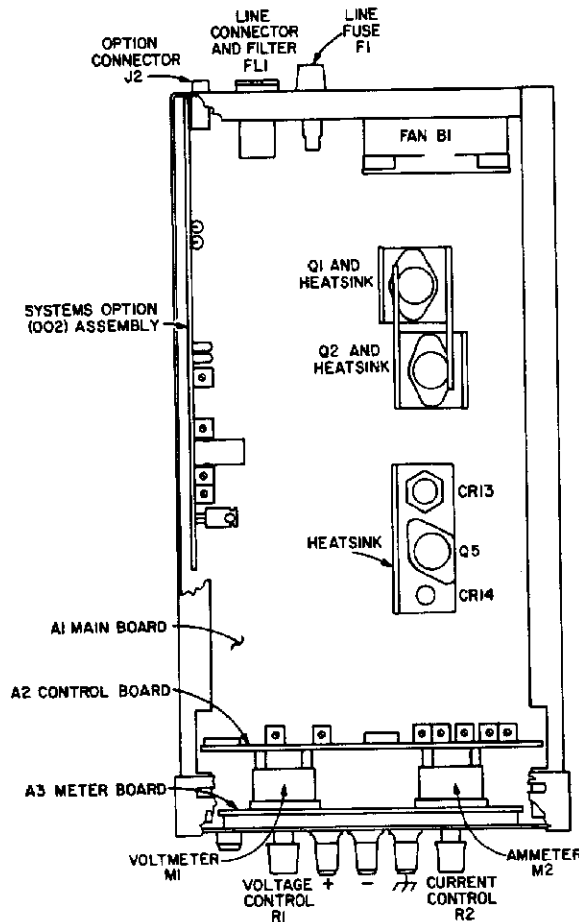 OPTION
CONNECTOR
J2
LINE
CONNECTOR
AND FILTER
FL1
LINE
FUSE
F1
FAN B1
Q1 AND
HEATSINK
SYSTEMS OPTION
(002) ASSEMBLY
Q2 AND
HEATSINK
CR13
HEATSINK
Q5
CR14
A1 MAIN BOARD
A2 CONTROL BOARD
A3 METER BOARD
VOLTMETER
M1
VOLTAGE
CONTROL
R1
+
-
CURRENT
CONTROL
R2
AMMETER
M2